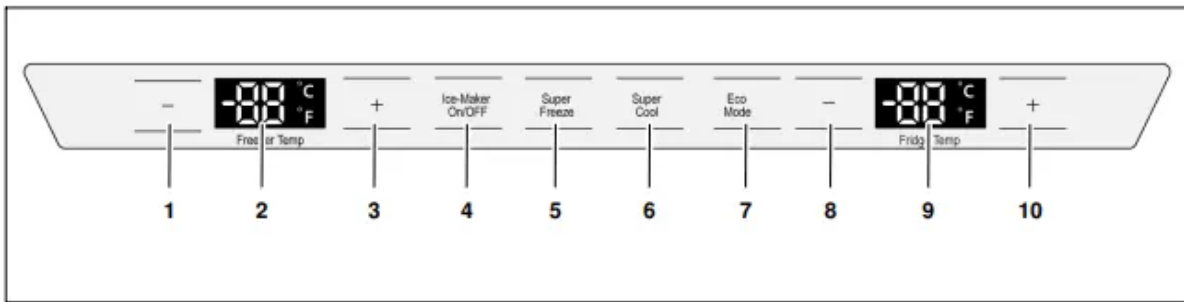 −
-88 °C
°F
Freezer Temp
+
Ice-Maker
On/OFF
Super
Freeze
Super
Cool
Eco
Mode
−
-88 °C
°F
Fridge Temp
+
1 2 3 4 5 6 7 8 9 10